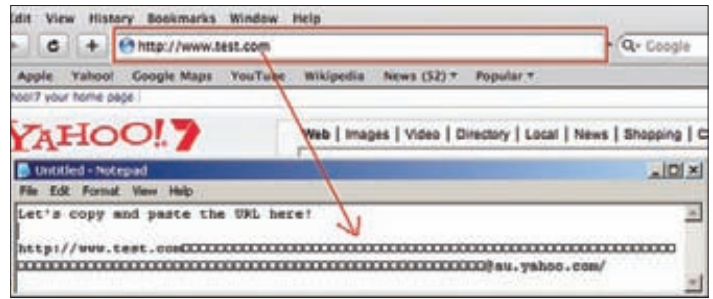 Edit View History Bookmarks Window Help
http://www.test.com
Q- Google
Apple Yahoo! Google Maps YouTube Wikipedia News (52) ▾ Popular ▾
hoo!7 your home page
YAHOO!7
Web | Images | Video | Directory | Local | News | Shopping | C
Untitled - Notepad
File Edit Format View Help
Let's copy and paste the URL here!
http://www.test.com
@au.yahoo.com/